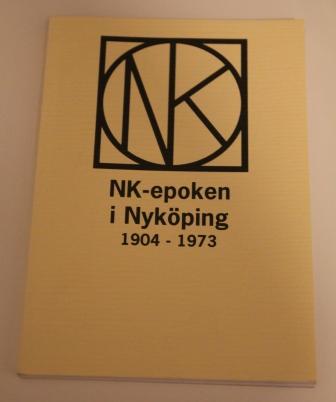 NK
NK-epoken
i Nyköping
1904 - 1973